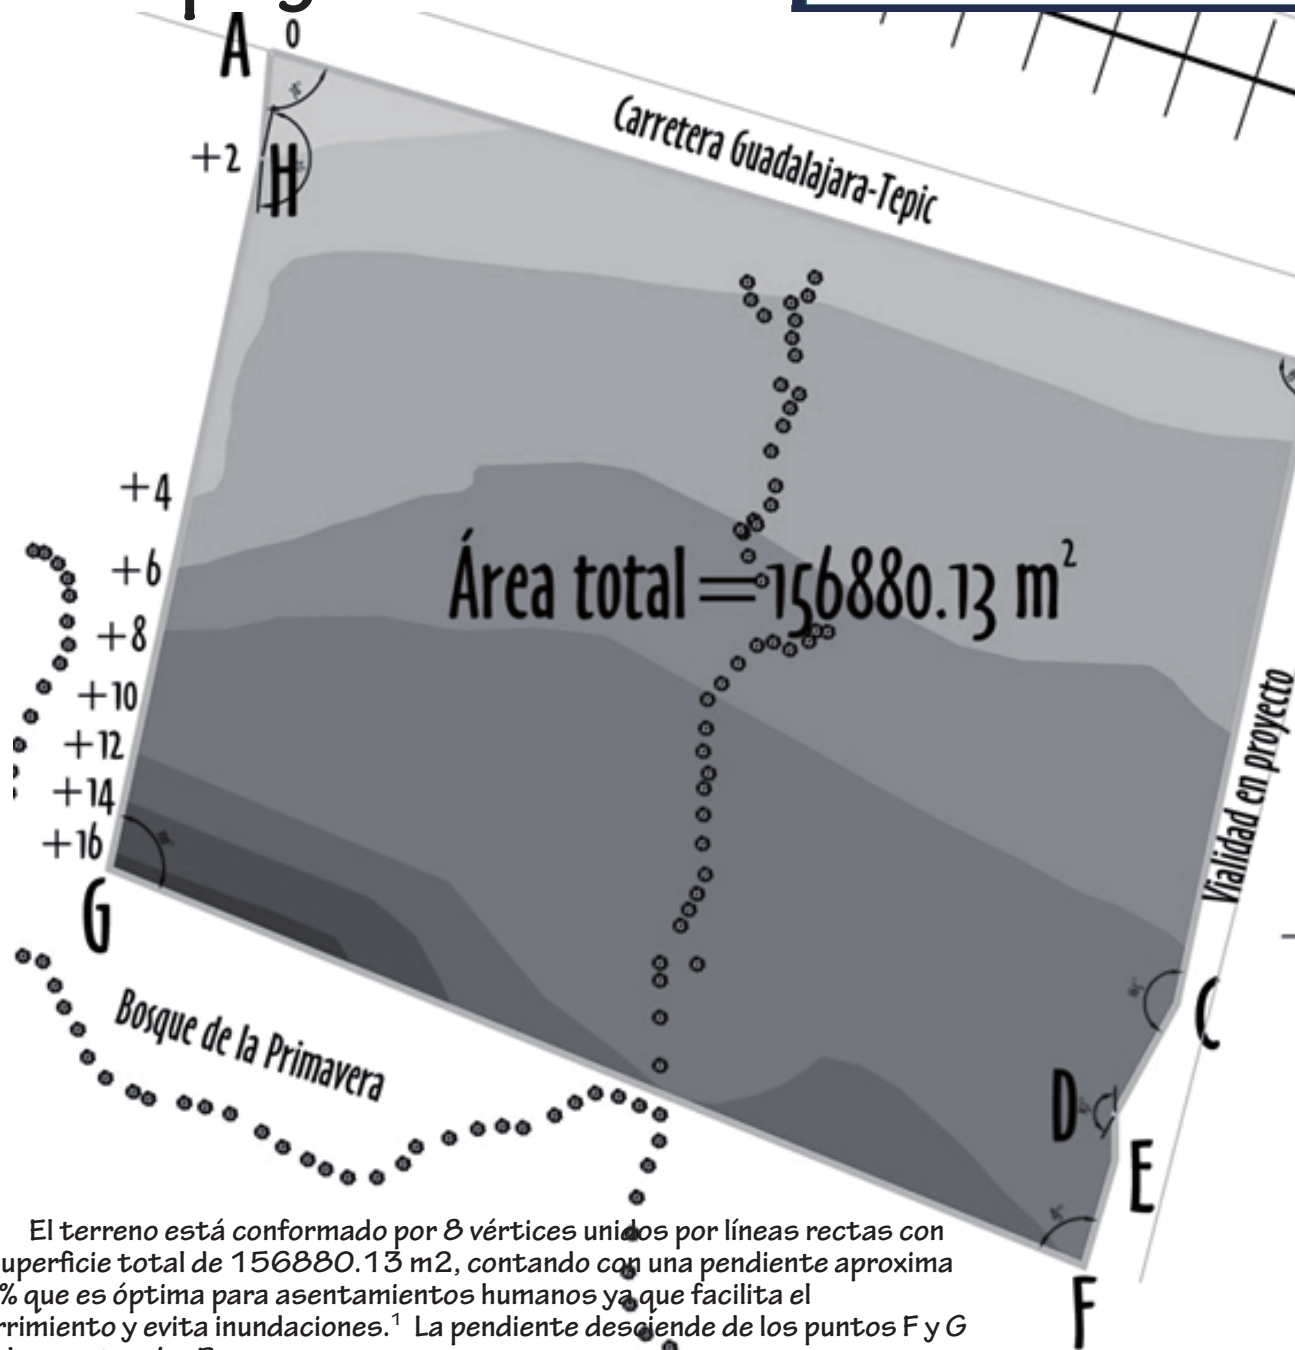 A
0
Carretera Guadalajara-Tepic
+2
H
+4
+6
Área total = 156880.13 m²
+8
+10
+12
+14
+16
Vialidad en proyecto
G
C
Bosque de la Primavera
D
E
El terreno está conformado por 8 vértices unidos por líneas rectas con
superficie total de 156880.13 m2, contando con una pendiente aproxima
% que es óptima para asentamientos humanos ya que facilita el
rrimiento y evita inundaciones.¹ La pendiente desciende de los puntos F y G
F